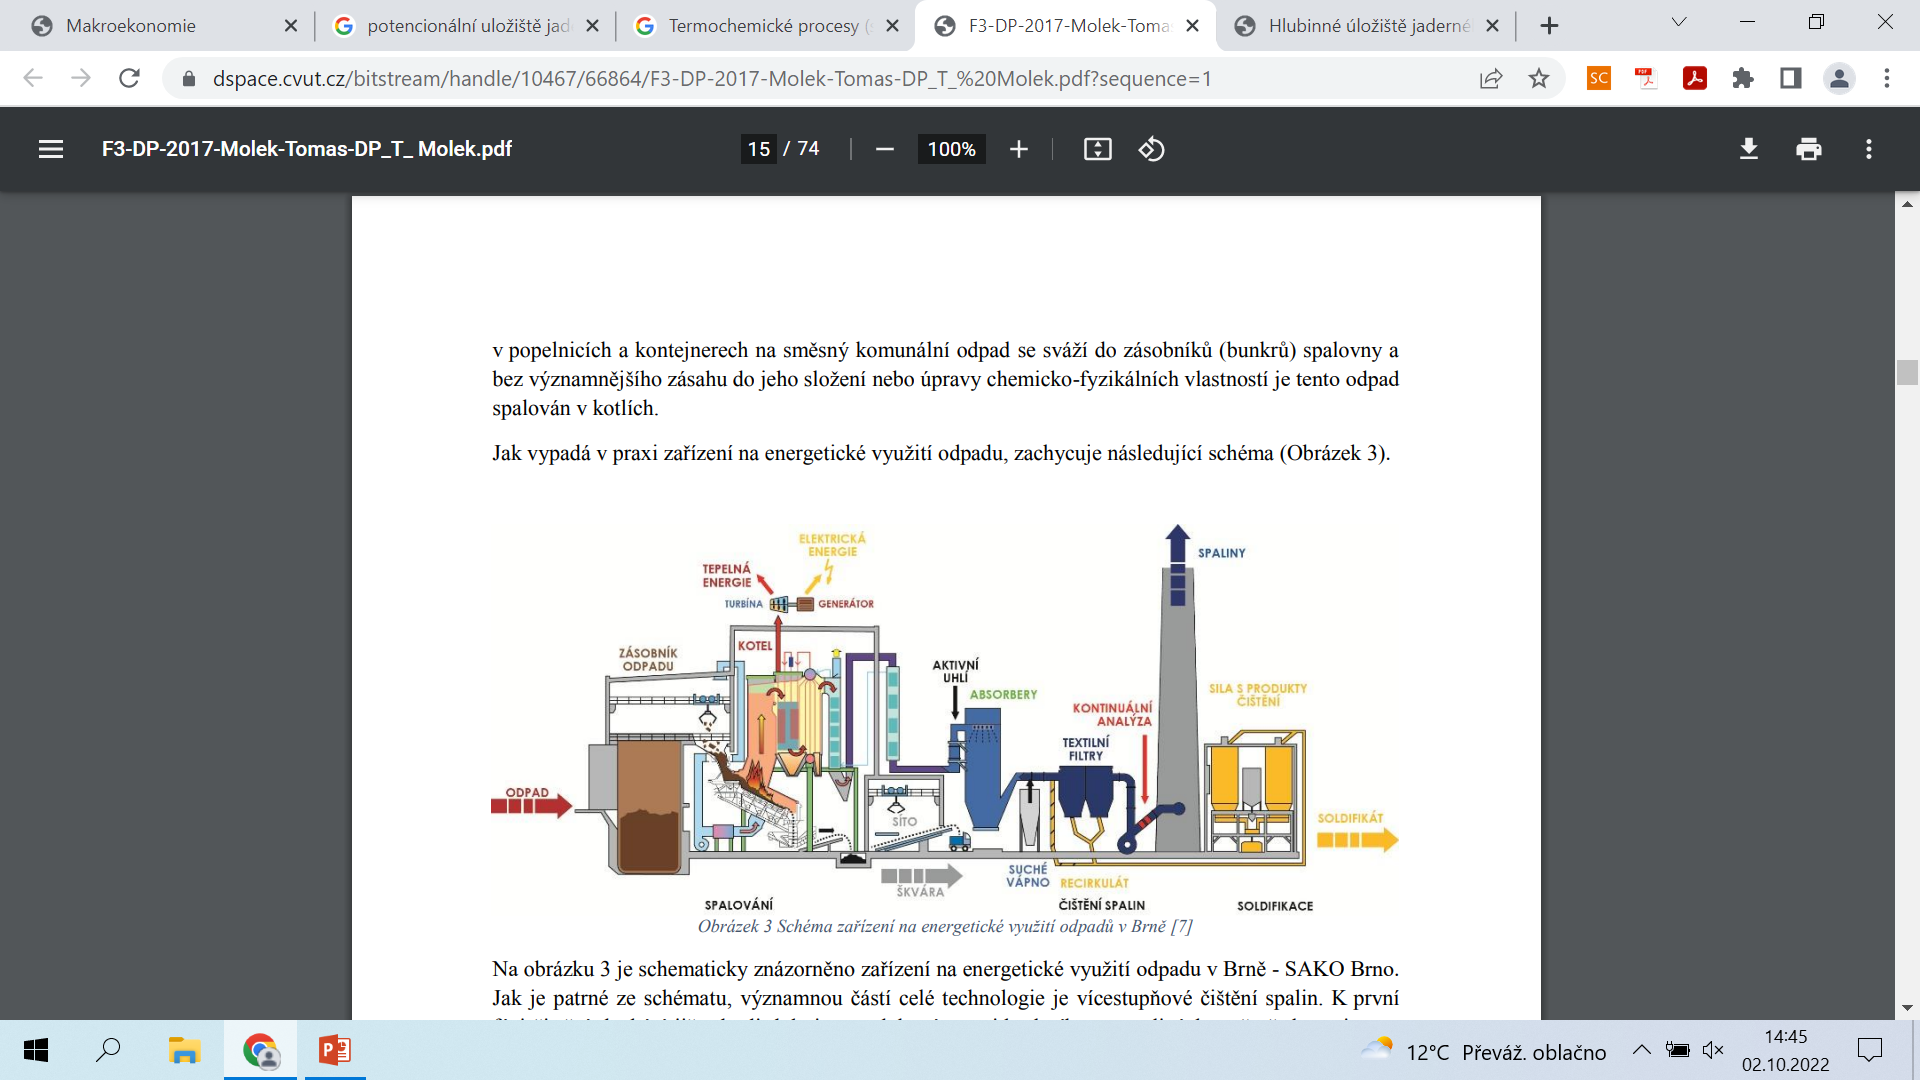 Makroekonomie
potencionální uložiště jad
Termochemické procesy (s
F3-DP-2017-Molek-Toma
Hlubinné úložiště jaderné
dspace.cvut.cz/bitstream/handle/10467/66864/F3-DP-2017-Molek-Tomas-DP_T_%20Molek.pdf?sequence=1
SC
F3-DP-2017-Molek-Tomas-DP_T_ Molek.pdf
15 / 74
100%
v popelnicích a kontejnerech na směsný komunální odpad se sváží do zásobníků (bunkrů) spalovny a
bez významnějšího zásahu do jeho složení nebo úpravy chemicko-fyzikálních vlastností je tento odpad
spalován v kotlích.
Jak vypadá v praxi zařízení na energetické využití odpadu, zachycuje následující schéma (Obrázek 3).
ELEKTRICKÁ
ENERGIE
TEPELNÁ
ENERGIE
TURBÍNA
GENERÁTOR
SPALINY
KOTEL
ZÁSOBNÍK
ODPADU
AKTIVNÍ
UHLÍ
ABSORBERY
SILA S PRODUKTY
ČIŠTĚNÍ
KONTINUÁLNÍ
ANALÝZA
TEXTILNÍ
FILTRY
ODPAD
SÍTO
SOLDIFIKÁT
SUCHÉ
VÁPNO
RECIRKULÁT
ŠKVÁRA
SPALOVÁNÍ
ČIŠTĚNÍ SPALIN
SOLDIFIKACE
Obrázek 3 Schéma zařízení na energetické využití odpadů v Brně [7]
Na obrázku 3 je schematicky znázorněno zařízení na energetické využití odpadu v Brně - SAKO Brno.
Jak je patrné ze schématu, významnou částí celé technologie je vícestupňové čištění spalin. K první
12°C Převáž. oblačno
14:45
02.10.2022